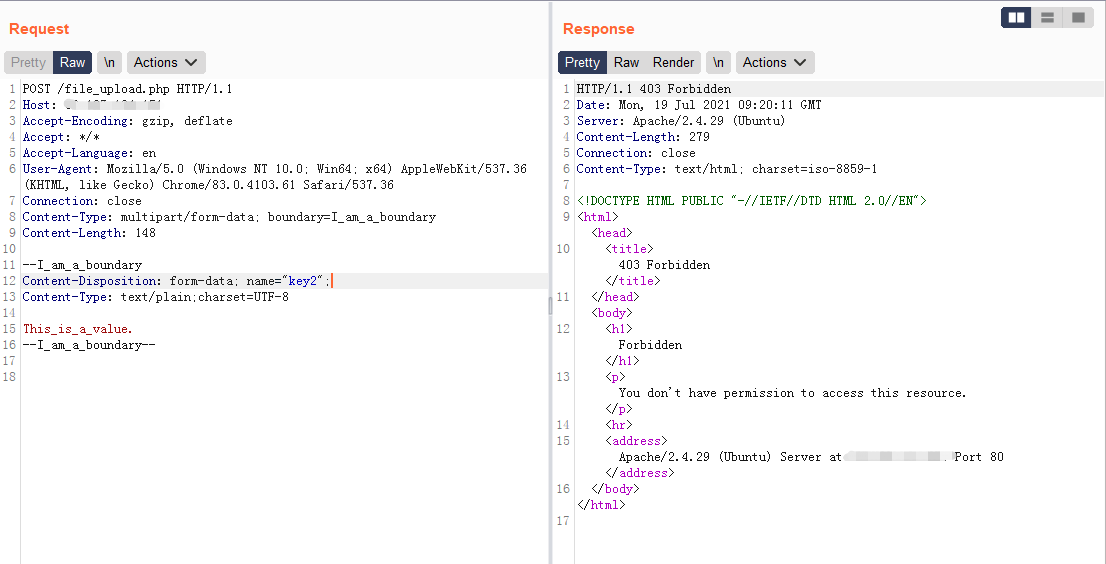 Request
Pretty Raw \n Actions
1 POST /file_upload.php HTTP/1.1
2 Host:
3 Accept-Encoding: gzip, deflate
4 Accept: */*
5 Accept-Language: en
6 User-Agent: Mozilla/5.0 (Windows NT 10.0; Win64; x64) AppleWebKit/537.36
(KHTML, like Gecko) Chrome/83.0.4103.61 Safari/537.36
7 Connection: close
8 Content-Type: multipart/form-data; boundary=I_am_a_boundary
9 Content-Length: 148
10
11 --I_am_a_boundary
12 Content-Disposition: form-data; name="key2";
13 Content-Type: text/plain;charset=UTF-8
14
15 This_is_a_value.
16 --I_am_a_boundary--
17
18
Response
Pretty Raw Render \n Actions
1 HTTP/1.1 403 Forbidden
2 Date: Mon, 19 Jul 2021 09:20:11 GMT
3 Server: Apache/2.4.29 (Ubuntu)
4 Content-Length: 279
5 Connection: close
6 Content-Type: text/html; charset=iso-8859-1
7
8 <!DOCTYPE HTML PUBLIC "-//IETF//DTD HTML 2.0//EN">
9 <html>
<head>
10 <title>
403 Forbidden
</title>
11 </head>
<body>
12 <h1>
Forbidden
</h1>
13 <p>
You don't have permission to access this resource.
</p>
14 <hr>
15 <address>
Apache/2.4.29 (Ubuntu) Server at Port 80
</address>
16 </body>
</html>
17